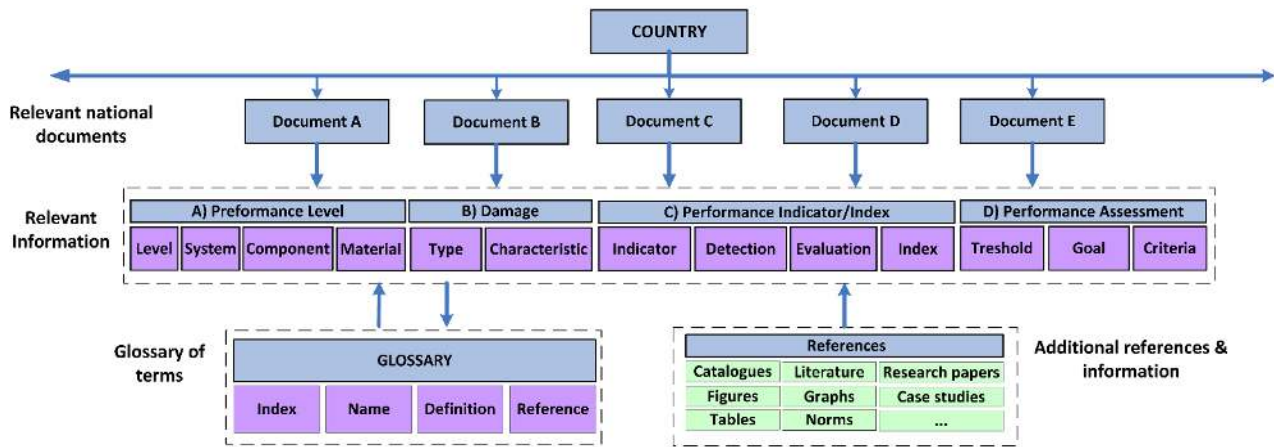 COUNTRY
Relevant national
documents
Document A
Document B
Document C
Document D
Document E
Relevant
Information
A) Preformance Level
B) Damage
C) Performance Indicator/Index
D) Performance Assessment
Level
System
Component
Material
Type
Characteristic
Indicator
Detection
Evaluation
Index
Treshold
Goal
Criteria
Glossary of
terms
GLOSSARY
Index
Name
Definition
Reference
References
Catalogues
Literature
Research papers
Figures
Graphs
Case studies
Tables
Norms
...
Additional references &
information